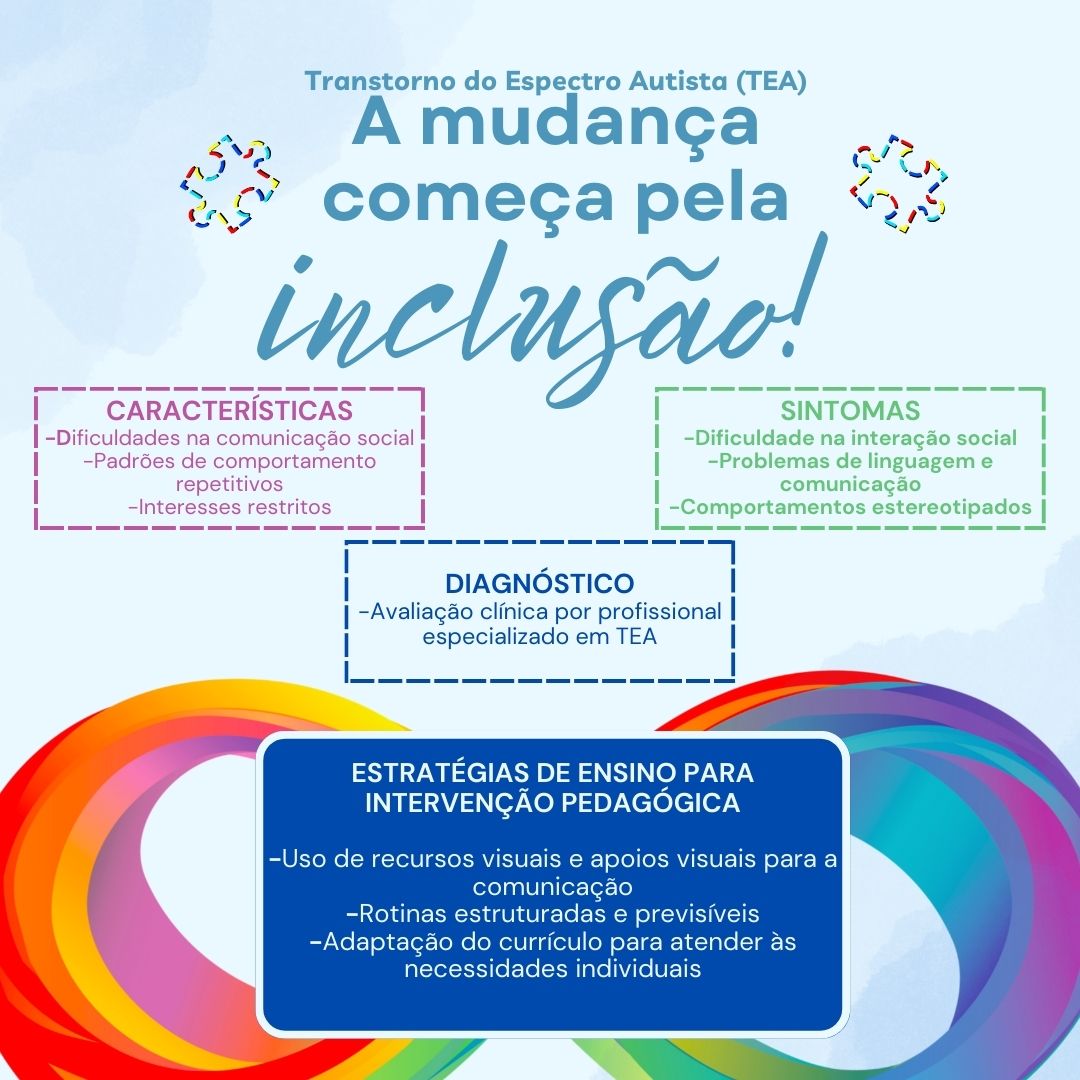 Transtorno do Espectro Autista (TEA)
A mudança
começa pela
inclusão!
CARACTERÍSTICAS
-Dificuldades na comunicação social
-Padrões de comportamento
repetitivos
-Interesses restritos
SINTOMAS
-Dificuldade na interação social
-Problemas de linguagem e
comunicação
-Comportamentos estereotipados
DIAGNÓSTICO
-Avaliação clínica por profissional
especializado em TEA
ESTRATÉGIAS DE ENSINO PARA
INTERVENÇÃO PEDAGÓGICA
-Uso de recursos visuais e apoios visuais para a
comunicação
-Rotinas estruturadas e previsíveis
-Adaptação do currículo para atender às
necessidades individuais